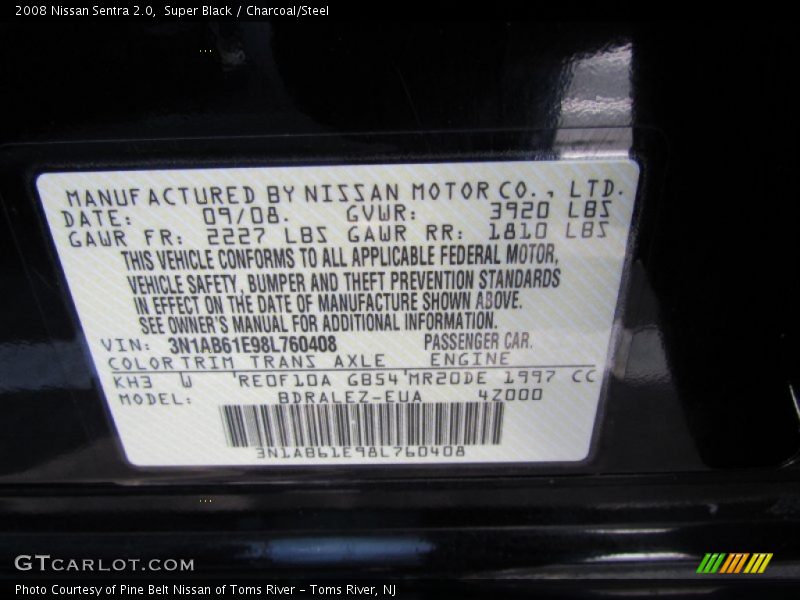 2008 Nissan Sentra 2.0,  Super Black / Charcoal/Steel
MANUFACTURED BY NISSAN MOTOR CO., LTD.
DATE: 09/08. GVWR: 3920 LBS
GAWR FR: 2227 LBS GAWR RR: 1810 LBS
THIS VEHICLE CONFORMS TO ALL APPLICABLE FEDERAL MOTOR,
VEHICLE SAFETY, BUMPER AND THEFT PREVENTION STANDARDS
IN EFFECT ON THE DATE OF MANUFACTURE SHOWN ABOVE.
SEE OWNER'S MANUAL FOR ADDITIONAL INFORMATION.
VIN: 3N1AB61E98L760408 PASSENGER CAR.
COLOR TRIM TRANS AXLE ENGINE
KH3 W 'RE0F10A GB54'MR20DE 1997 CC
MODEL: BDRALEZ-EUA 4Z000
3N1AB61E98L760408
GTCARLOT.COM
Photo Courtesy of Pine Belt Nissan of Toms River - Toms River, NJ